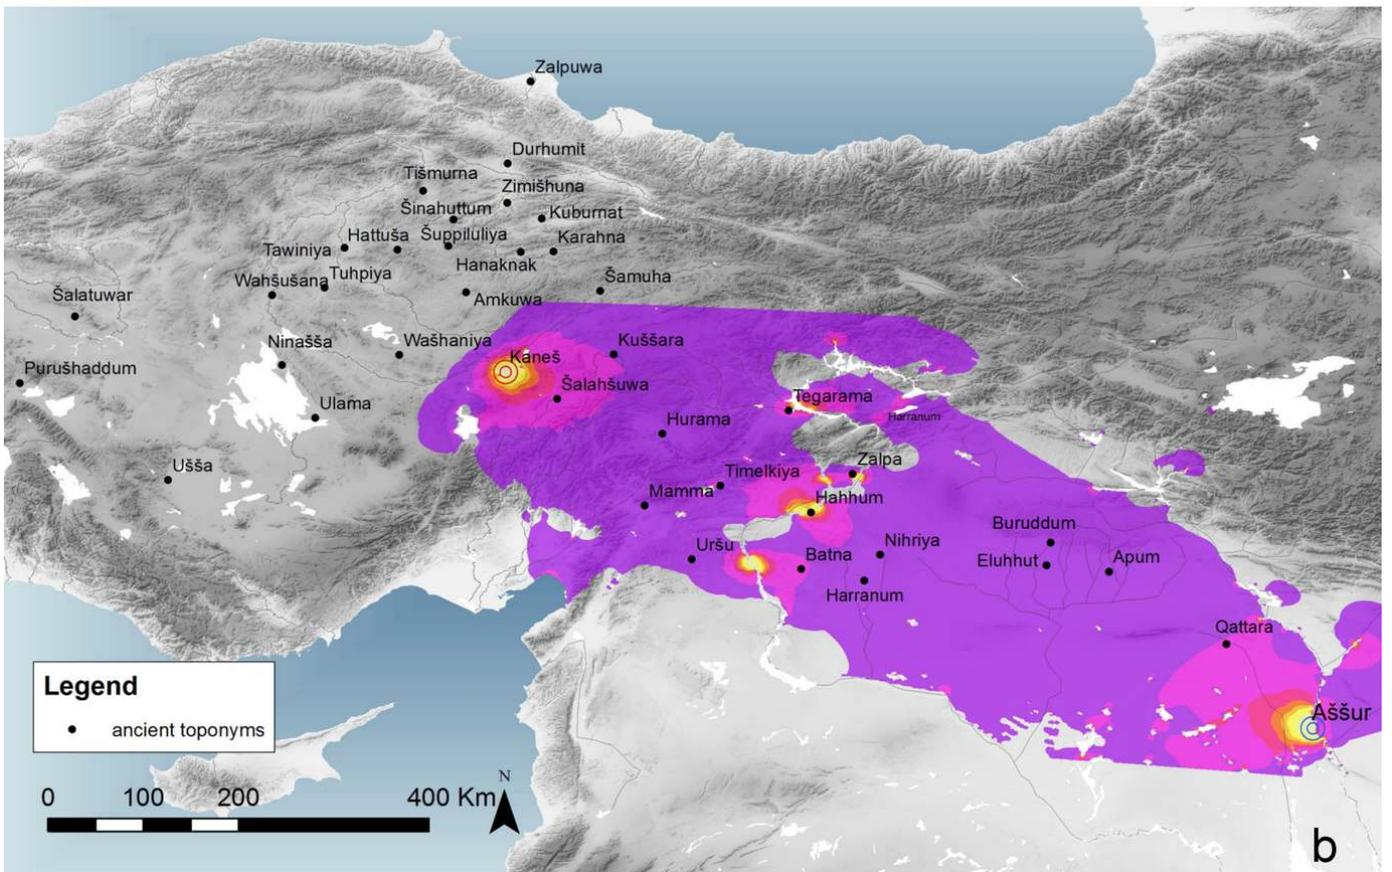 Zalpuwa
Durhumit
Tišmurna
Zimišhuna
Šinahuttum
Kuburnat
Hattuša
Šuppiluliya
Karahna
Tawiniya
Hanaknak
Tuhpiya
Šamuha
Wahšušana
Šalatuwar
Amkuwa
Ninašša
Wašhaniya
Kuššara
Kaneš
Purušhaddum
Šalahšuwa
Tegarama
Ulama
Harranum
Hurama
Zalpa
Ušša
Timelkiya
Mamma
Hahhum
Buruddum
Uršu
Batna
Nihriya
Eluhhut
Apum
Harranum
Qattara
Legend
Aššur
ancient toponyms
N
0 100 200 400 Km
b